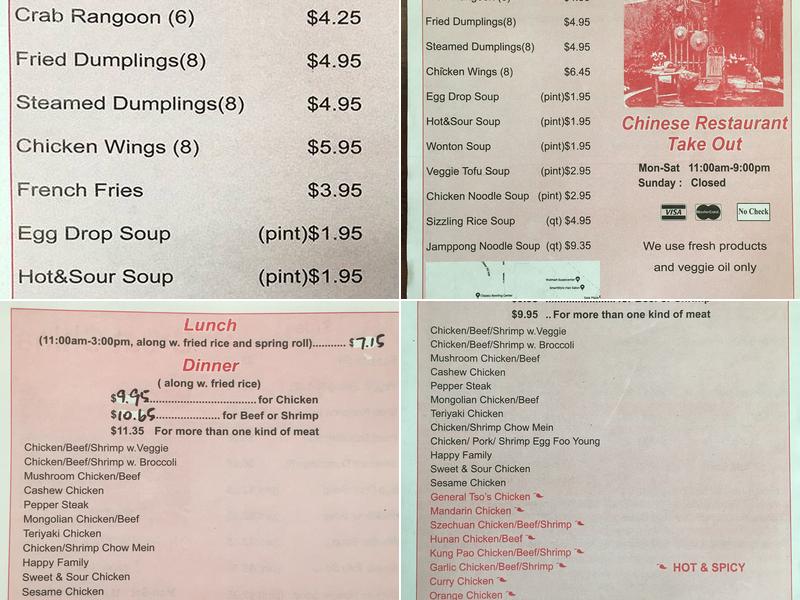 Crab Rangoon (6) $4.25
Fried Dumplings(8) $4.95
Steamed Dumplings(8) $4.95
Chicken Wings (8) $5.95
French Fries $3.95
Egg Drop Soup (pint)$1.95
Hot&Sour Soup (pint)$1.95
Fried Dumplings(8) $4.95
Steamed Dumplings(8) $4.95
Chicken Wings (8) $6.45
Egg Drop Soup (pint)$1.95
Hot&Sour Soup (pint)$1.95
Wonton Soup (pint)$1.95
Veggie Tofu Soup (pint)$2.95
Chicken Noodle Soup (pint) $2.95
Sizzling Rice Soup (qt) $4.95
Jamppong Noodle Soup (qt) $9.35
Chinese Restaurant
Take Out
Mon-Sat 11:00am-9:00pm
Sunday : Closed
VISA MasterCard No Check
We use fresh products
and veggie oil only
Lunch
(11:00am-3:00pm, along w. fried rice and spring roll)........... $7.15
Dinner
( along w. fried rice)
$9.95................................ for Chicken
$10.65................... for Beef or Shrimp
$11.35 For more than one kind of meat
Chicken/Beef/Shrimp w.Veggie
Chicken/Beef/Shrimp w. Broccoli
Mushroom Chicken/Beef
Cashew Chicken
Pepper Steak
Mongolian Chicken/Beef
Teriyaki Chicken
Chicken/Shrimp Chow Mein
Happy Family
Sweet & Sour Chicken
Sesame Chicken
$9.95 .. For more than one kind of meat
Chicken/Beef/Shrimp w.Veggie
Chicken/Beef/Shrimp w. Broccoli
Mushroom Chicken/Beef
Cashew Chicken
Pepper Steak
Mongolian Chicken/Beef
Teriyaki Chicken
Chicken/Shrimp Chow Mein
Chicken/ Pork/ Shrimp Egg Foo Young
Happy Family
Sweet & Sour Chicken
Sesame Chicken
General Tso's Chicken
Mandarin Chicken
Szechuan Chicken/Beef/Shrimp
Hunan Chicken/Beef
Kung Pao Chicken/Beef/Shrimp
Garlic Chicken/Beef/Shrimp
HOT & SPICY
Curry Chicken
Orange Chicken